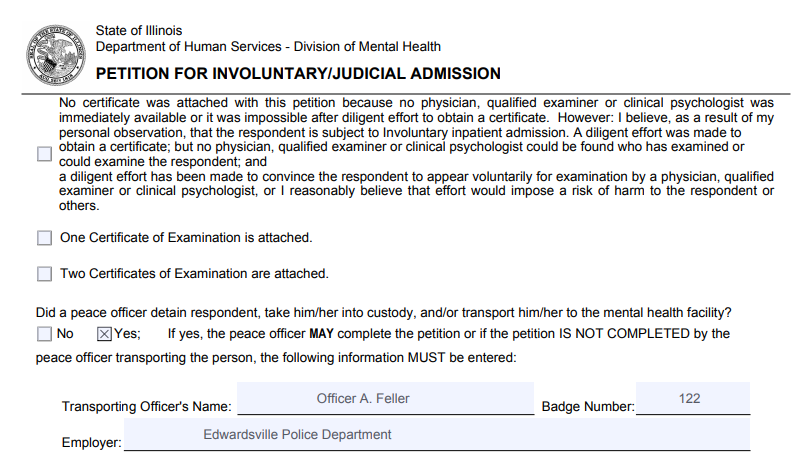 State of Illinois
Department of Human Services - Division of Mental Health
PETITION FOR INVOLUNTARY/JUDICIAL ADMISSION
No certificate was attached with this petition because no physician, qualified examiner or clinical psychologist was
immediately available or it was impossible after diligent effort to obtain a certificate. However: I believe, as a result of my
personal observation, that the respondent is subject to Involuntary inpatient admission. A diligent effort was made to
obtain a certificate; but no physician, qualified examiner or clinical psychologist could be found who has examined or
could examine the respondent; and
a diligent effort has been made to convince the respondent to appear voluntarily for examination by a physician, qualified
examiner or clinical psychologist, or I reasonably believe that effort would impose a risk of harm to the respondent or
others.
One Certificate of Examination is attached.
Two Certificates of Examination are attached.
Did a peace officer detain respondent, take him/her into custody, and/or transport him/her to the mental health facility?
No Yes; If yes, the peace officer MAY complete the petition or if the petition IS NOT COMPLETED by the
peace officer transporting the person, the following information MUST be entered:
Transporting Officer's Name: Officer A. Feller Badge Number: 122
Employer: Edwardsville Police Department